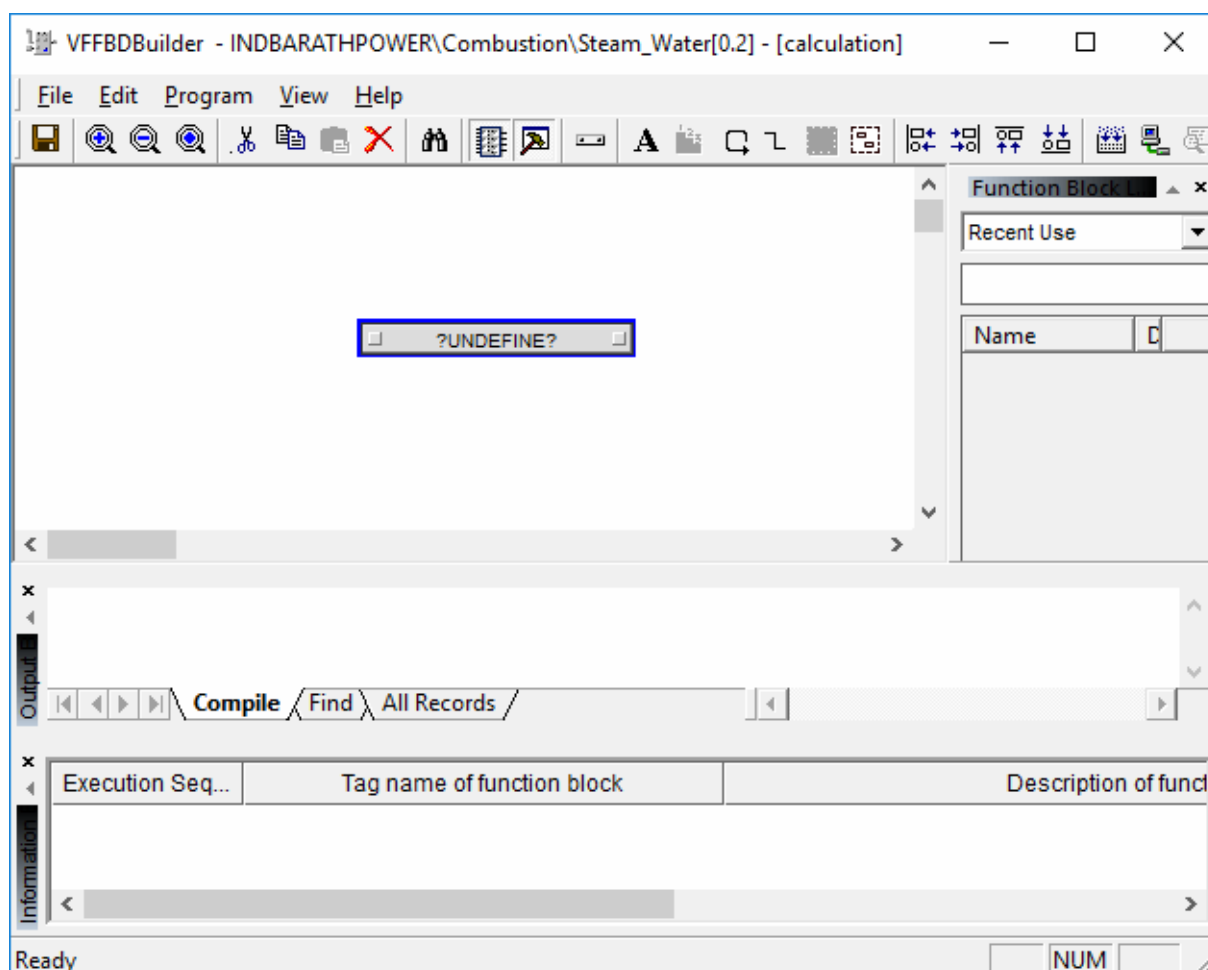 VFFBDBuilder - INDBARATHPOWER\Combustion\Steam_Water[0.2] - [calculation]
File Edit Program View Help
A
Function Block L...
Recent Use
?UNDEFINE?
Name D
Output
Compile Find All Records
Execution Seq... Tag name of function block Description of funct
Information
Ready NUM